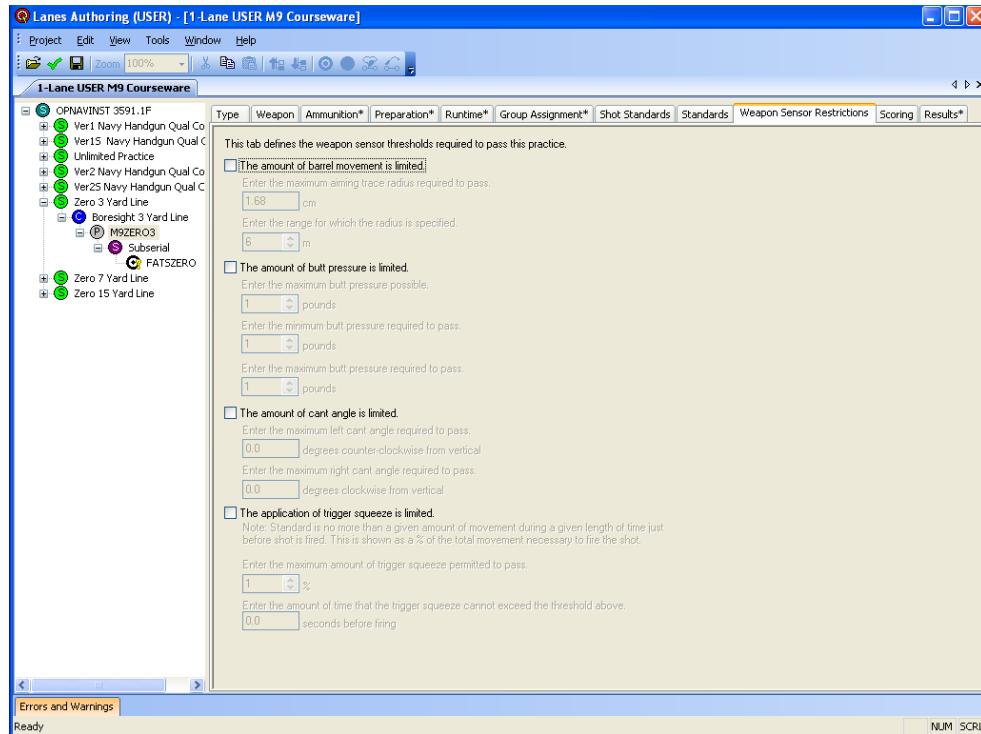 Lanes Authoring (USER) - [1-Lane USER M9 Courseware]
Project Edit View Tools Window Help
Zoom 100%
1-Lane USER M9 Courseware
OPNAVINST 3591.1F
Ver1 Navy Handgun Qual Co
Ver1S Navy Handgun Qual C
Unlimited Practice
Ver2 Navy Handgun Qual Co
Ver2S Navy Handgun Qual C
Zero 3 Yard Line
Boresight 3 Yard Line
M9ZERO3
Subserial
FATSZERO
Zero 7 Yard Line
Zero 15 Yard Line
Type Weapon Ammunition* Preparation* Runtime* Group Assignment* Shot Standards Standards Weapon Sensor Restrictions Scoring Results*
This tab defines the weapon sensor thresholds required to pass this practice.
The amount of barrel movement is limited.
Enter the maximum aiming trace radius required to pass.
1.68 cm
Enter the range for which the radius is specified.
6 m
The amount of butt pressure is limited.
Enter the maximum butt pressure possible.
1 pounds
Enter the minimum butt pressure required to pass.
1 pounds
Enter the maximum butt pressure required to pass.
1 pounds
The amount of cant angle is limited.
Enter the maximum left cant angle required to pass.
0.0 degrees counter-clockwise from vertical
Enter the maximum right cant angle required to pass.
0.0 degrees clockwise from vertical
The application of trigger squeeze is limited.
Note: Standard is no more than a given amount of movement during a given length of time just
before shot is fired. This is shown as a % of the total movement necessary to fire the shot.
Enter the maximum amount of trigger squeeze permitted to pass.
1 %
Enter the amount of time that the trigger squeeze cannot exceed the threshold above.
0.0 seconds before firing
Errors and Warnings
Ready
NUM SCRL